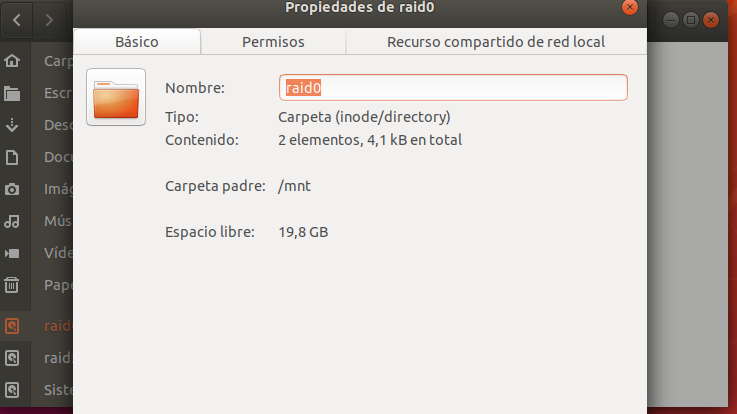 Propiedades de raid0
Básico
Permisos
Recurso compartido de red local
Nombre:
raid0
Tipo:
Carpeta (inode/directory)
Contenido:
2 elementos, 4,1 kB en total
Carpeta padre:
/mnt
Espacio libre:
19,8 GB
Carp
Escr
Desc
Docu
Imág
Mús
Víde
Pape
raid
raid
Siste